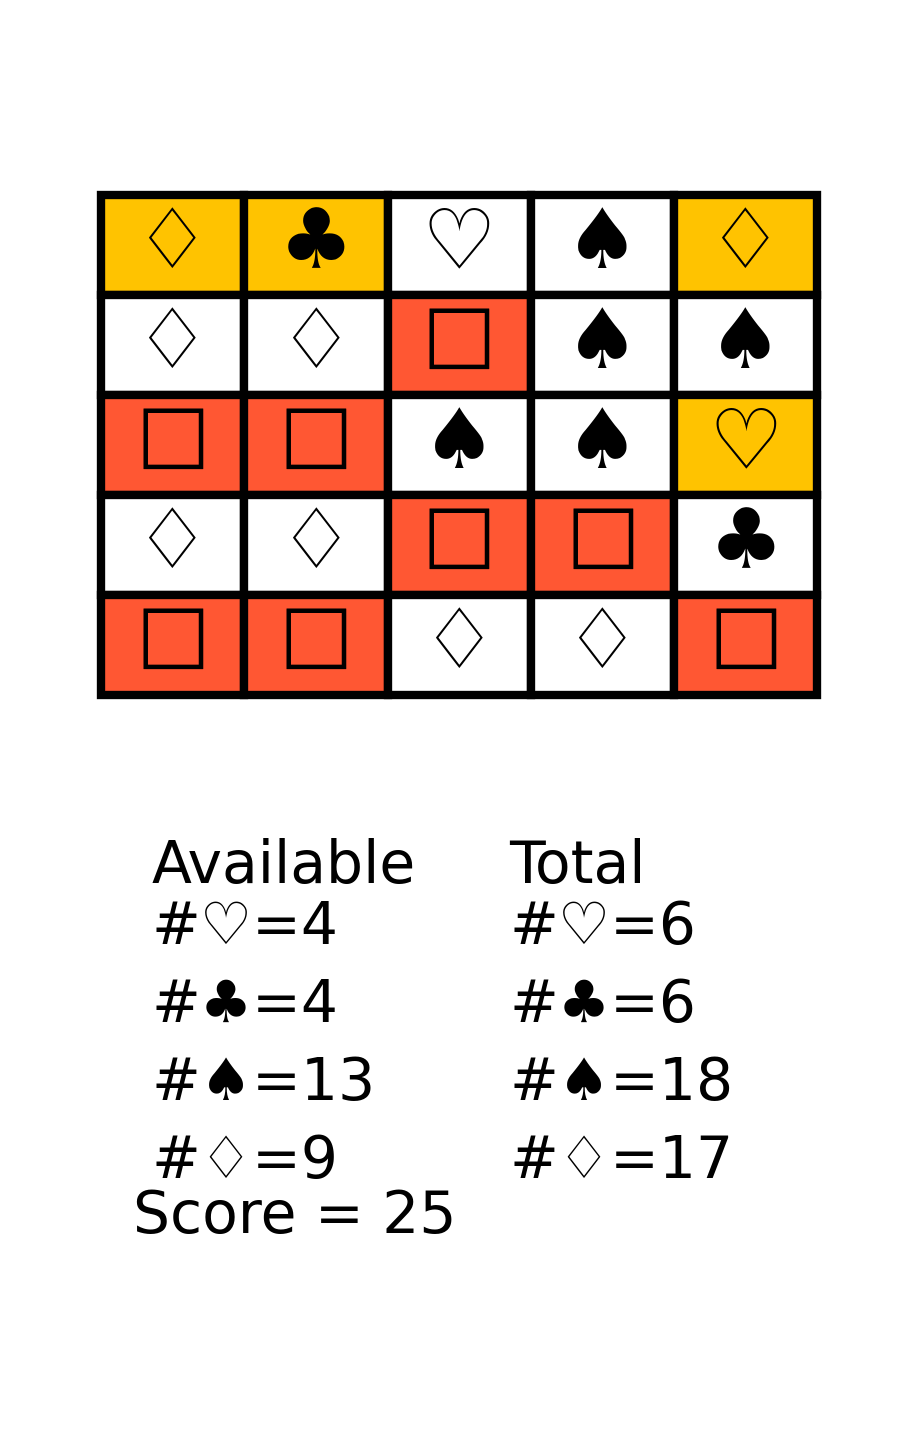 ♢ ♣ ♡ ♠ ♢
♢ ♢ □ ♠ ♠
□ □ ♠ ♠ ♡
♢ ♢ □ □ ♣
□ □ ♢ ♢ □
Available Total
#♡=4 #♡=6
#♣=4 #♣=6
#♠=13 #♠=18
#♢=9 #♢=17
Score = 25